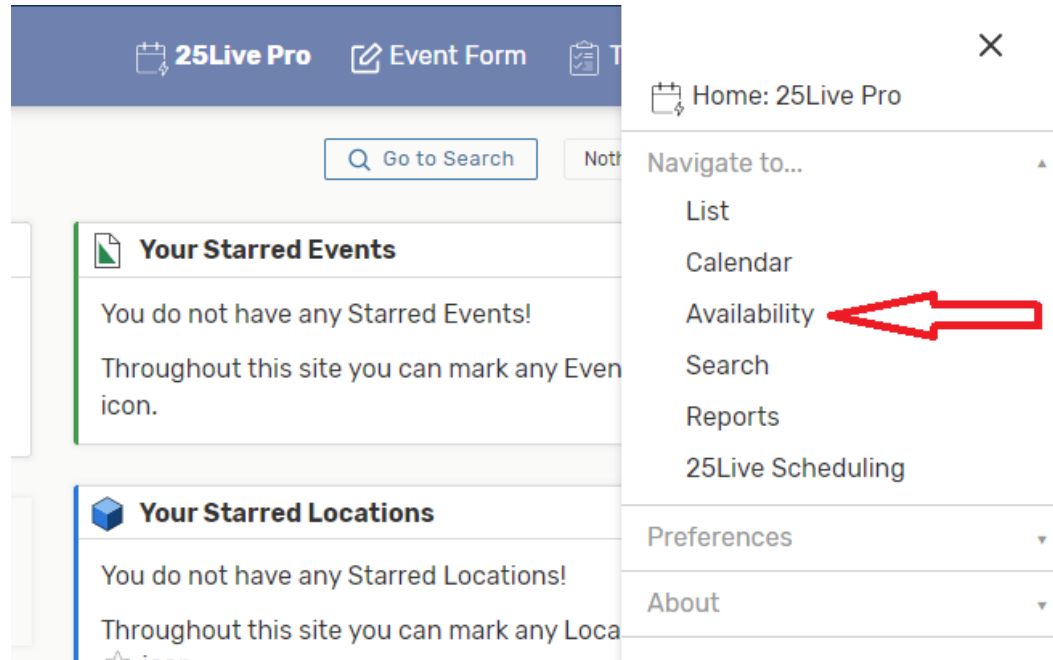 25Live Pro
Event Form
Go to Search
Your Starred Events
You do not have any Starred Events!
Throughout this site you can mark any Even
icon.
Your Starred Locations
You do not have any Starred Locations!
Throughout this site you can mark any Loca
Home: 25Live Pro
Navigate to...
List
Calendar
Availability
Search
Reports
25Live Scheduling
Preferences
About